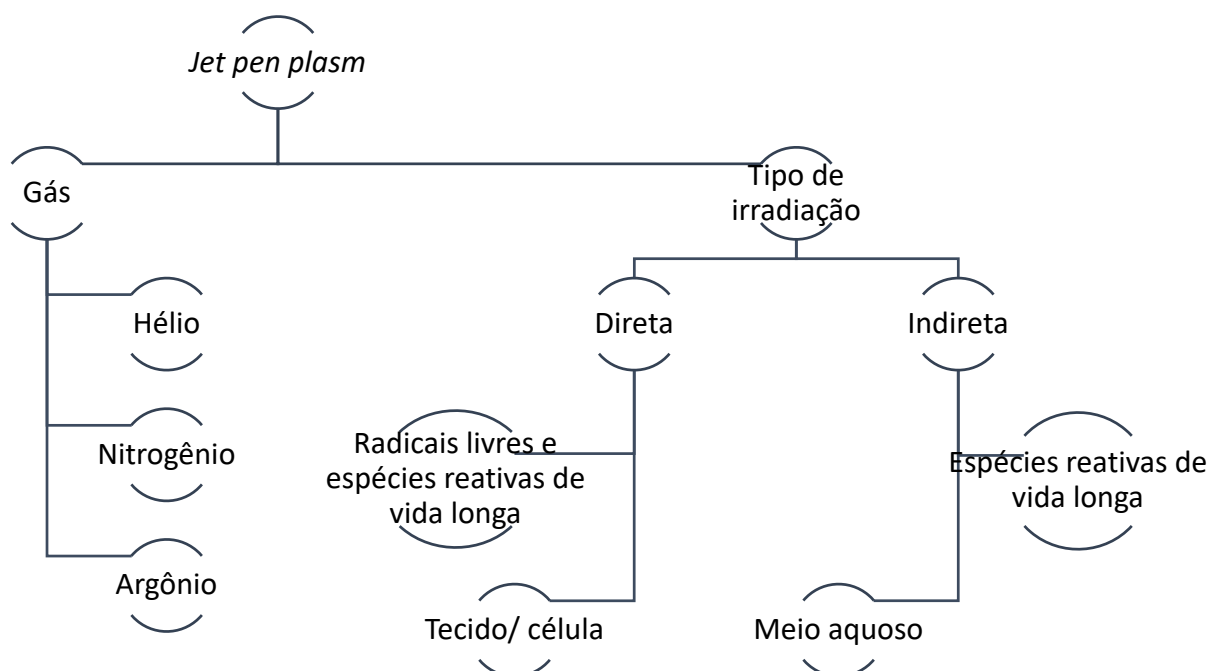 Jet pen plasm
Gás
Tipo de
irradiação
Hélio
Direta
Indireta
Nitrogênio
Radicais livres e
espécies reativas de
vida longa
Espécies reativas de
vida longa
Argônio
Tecido/ célula
Meio aquoso